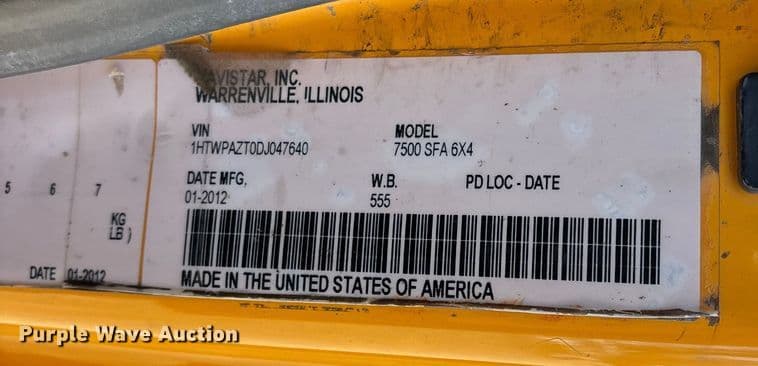 AVISTAR, INC.
WARRENVILLE, ILLINOIS
VIN MODEL
1HTWPAZT0DJ047640 7500 SFA 6X4
DATE MFG. W.B. PD LOC - DATE
01-2012 555
5 6 7
KG
LB )
DATE 01-2012
MADE IN THE UNITED STATES OF AMERICA
Purple Wave Auction